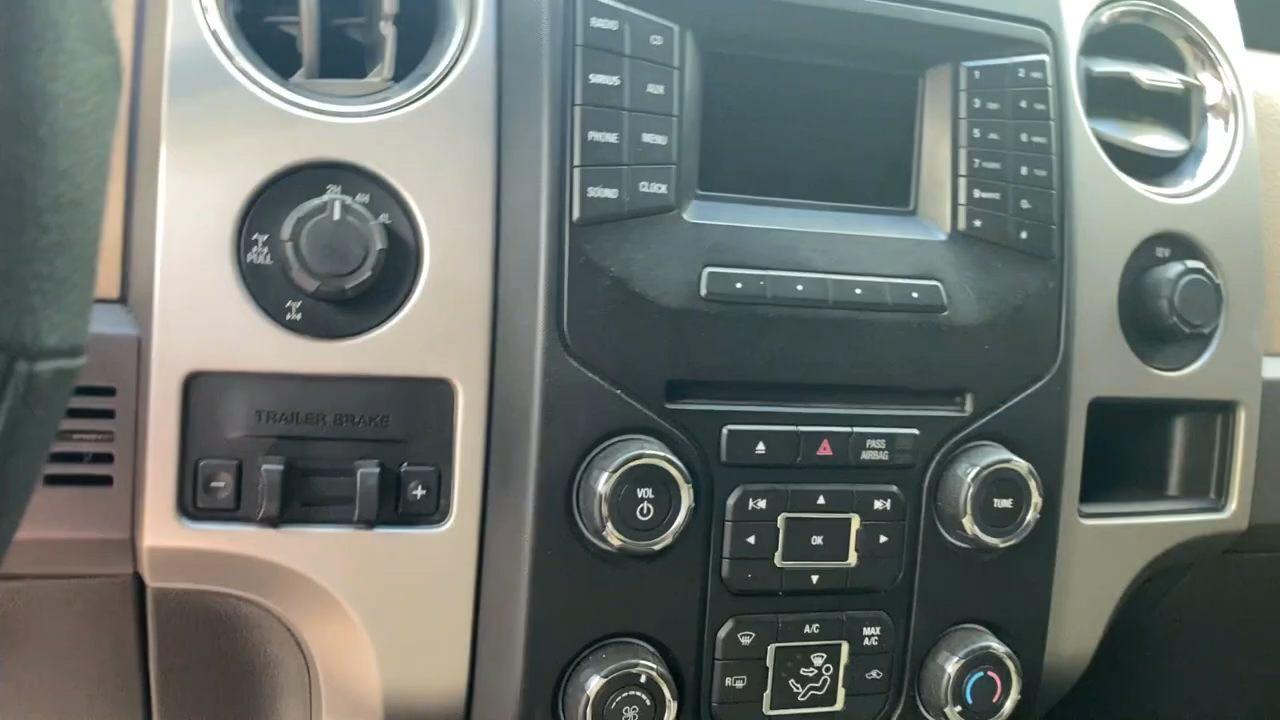 RADIO
CD
SIRIUS
AUX
PHONE
MENU
SOUND
CLOCK
1
2
3
4
5
6
7
8
9
0
*
#
2H
4H
4L
PULL
12V
TRAILER BRAKE
- +
PASS
AIRBAG
VOL
TUNE
OK
A/C
MAX
A/C
R